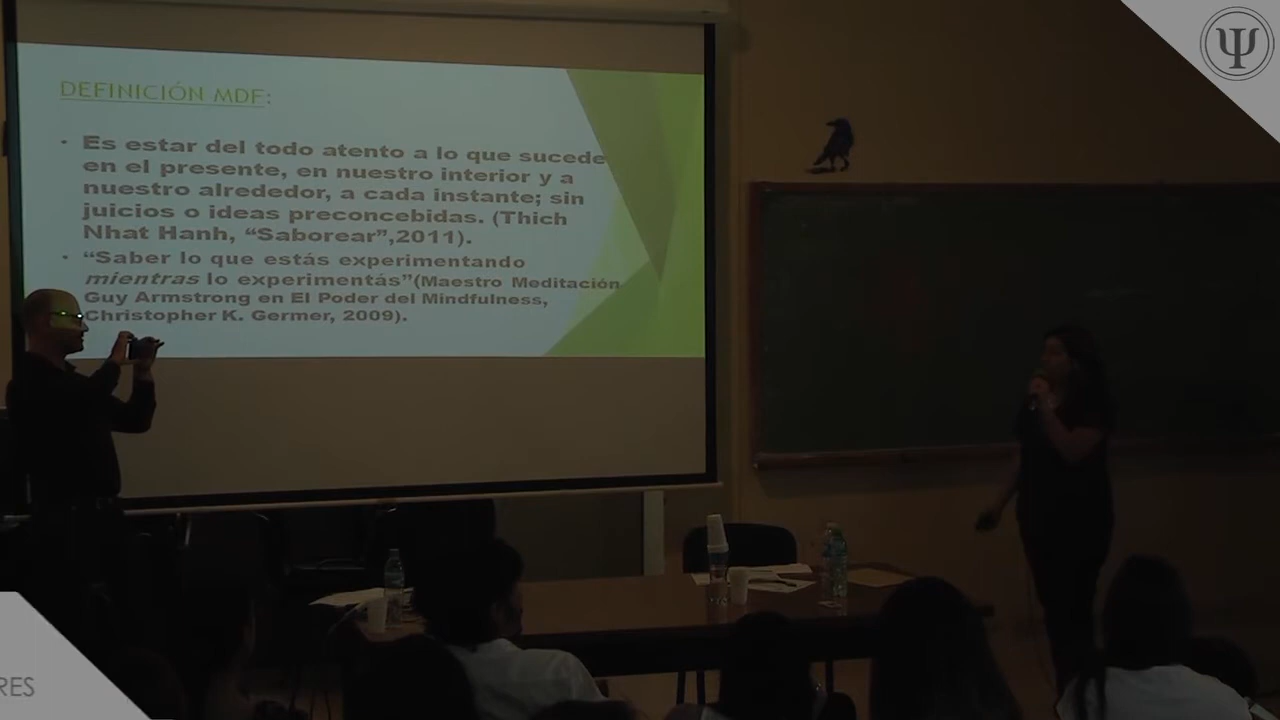 DEFINICIÓN MDF:
• Es estar del todo atento a lo que sucede
en el presente, en nuestro interior y a
nuestro alrededor, a cada instante; sin
juicios o ideas preconcebidas. (Thich
Nhat Hanh, “Saborear”,2011).
• “Saber lo que estás experimentando
mientras lo experimentás”(Maestro Meditación
Guy Armstrong en El Poder del Mindfulness,
Christopher K. Germer, 2009).
Ψ
RES